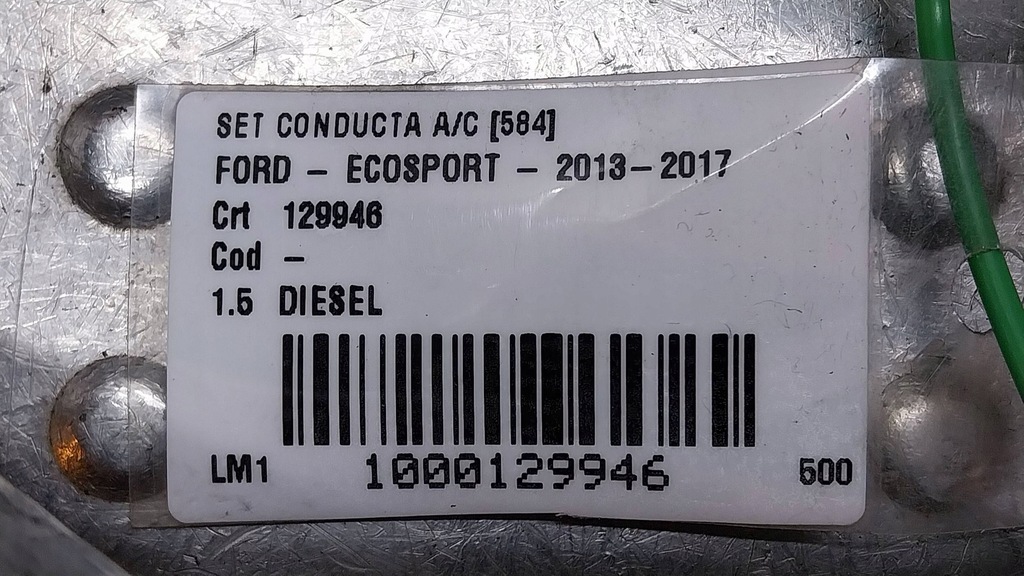 SET CONDUCTA A/C [584]
FORD - ECOSPORT - 2013-2017
Crt 129946
Cod -
1.5 DIESEL
LM1 1000129946 500